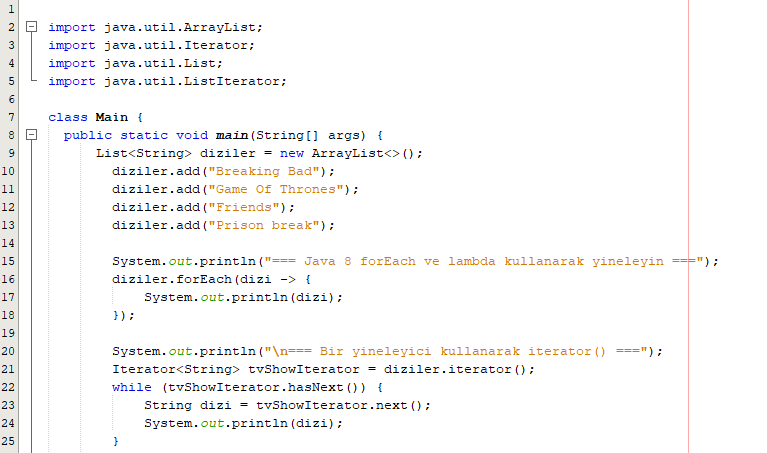 1
2 import java.util.ArrayList;
3 import java.util.Iterator;
4 import java.util.List;
5 import java.util.ListIterator;
6
7 class Main {
8 public static void main(String[] args) {
9 List<String> diziler = new ArrayList<>();
10 diziler.add("Breaking Bad");
11 diziler.add("Game Of Thrones");
12 diziler.add("Friends");
13 diziler.add("Prison break");
14
15 System.out.println("=== Java 8 forEach ve lambda kullanarak yineleyin ===");
16 diziler.forEach(dizi -> {
17 System.out.println(dizi);
18 });
19
20 System.out.println("\n=== Bir yineleyici kullanarak iterator() ===");
21 Iterator<String> tvShowIterator = diziler.iterator();
22 while (tvShowIterator.hasNext()) {
23 String dizi = tvShowIterator.next();
24 System.out.println(dizi);
25 }